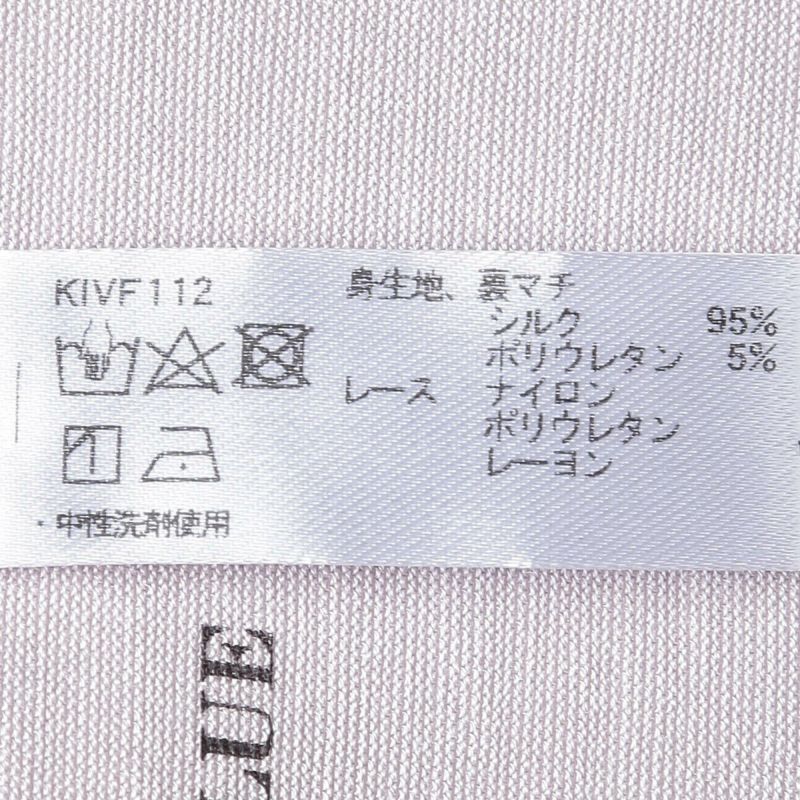 KIVF112
・中性洗剤使用
身生地、裏マチ
シルク 95%
ポリウレタン 5%
レース ナイロン
ポリウレタン
レーヨン
LUE